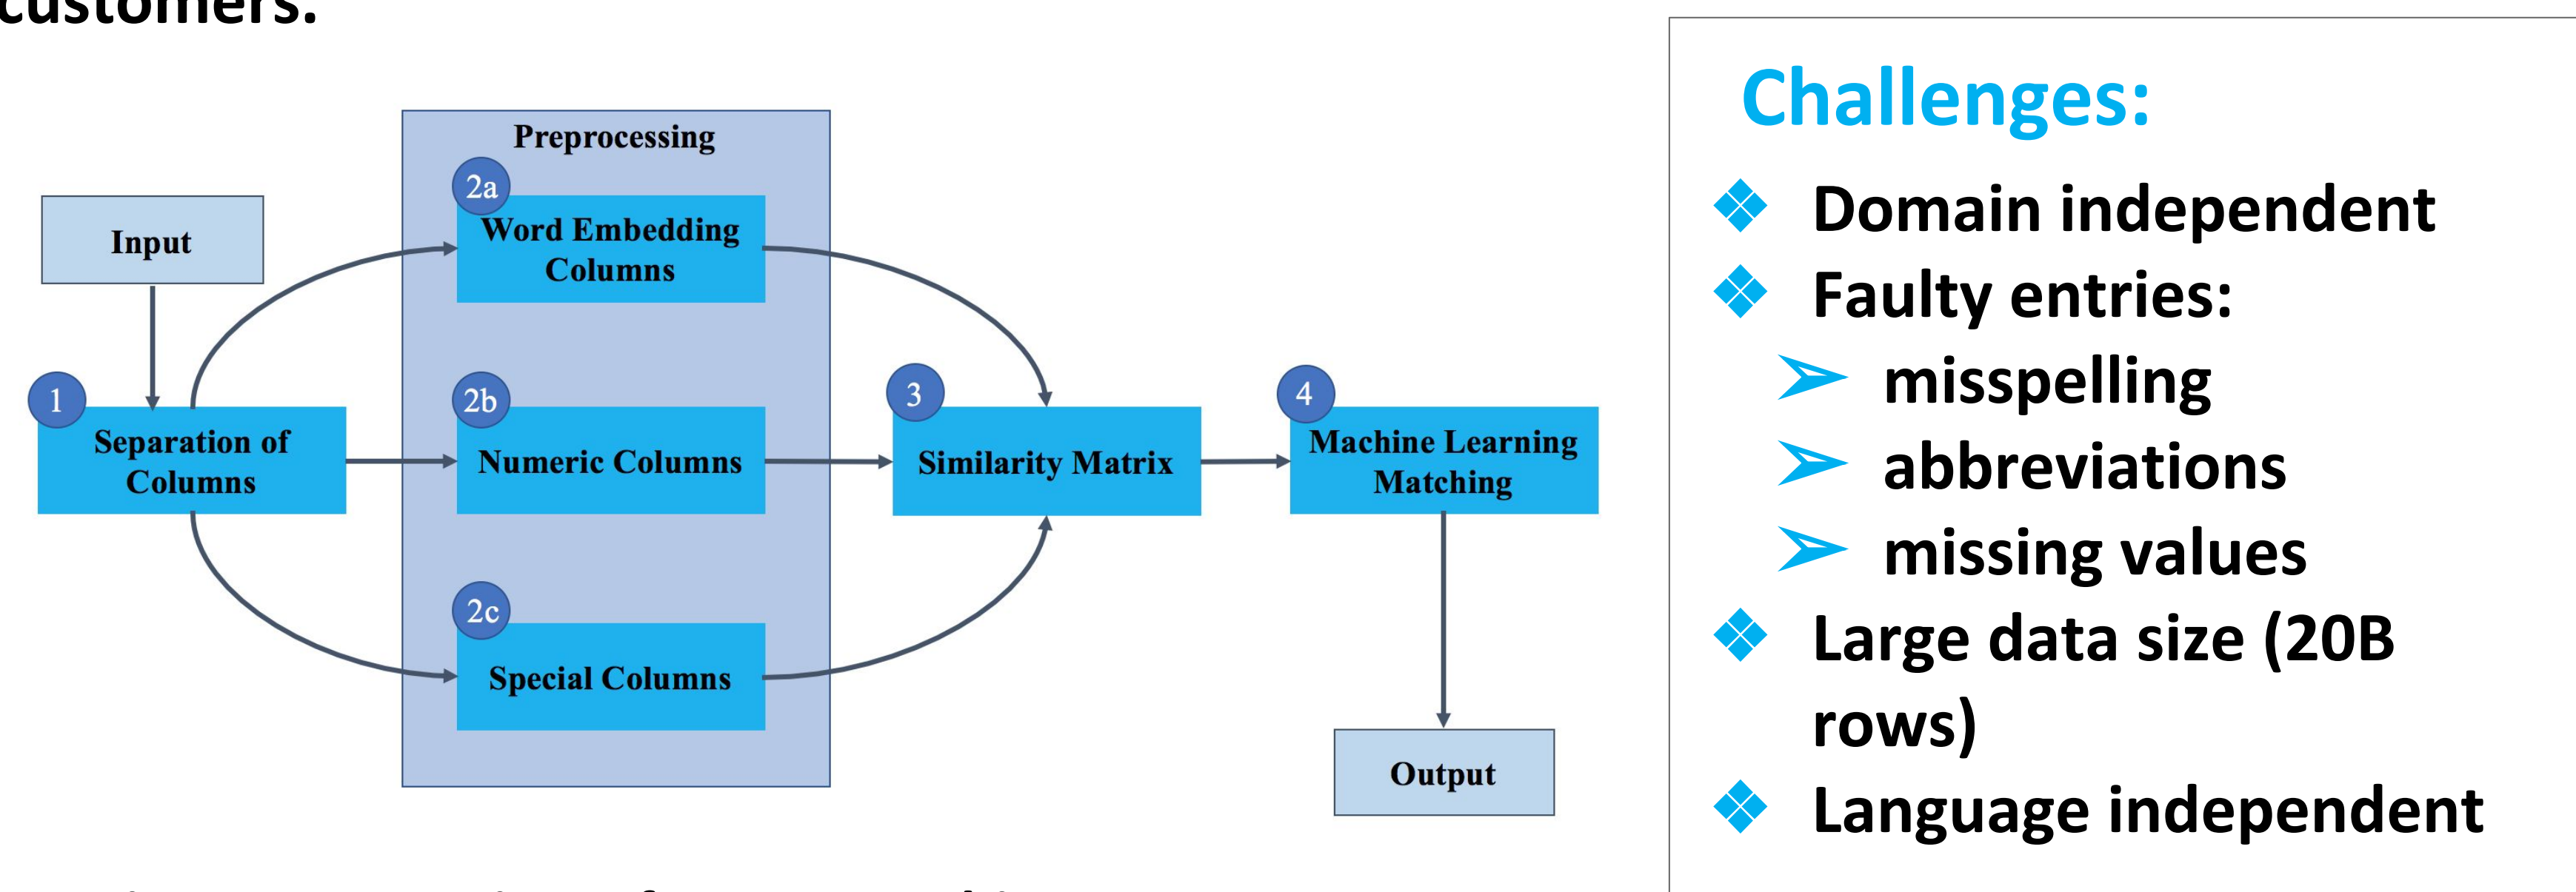 customers.
Preprocessing
2a
Word Embedding
Columns
Input
1
Separation of
Columns
2b
Numeric Columns
3
Similarity Matrix
4
Machine Learning
Matching
2c
Special Columns
Output
Challenges:
❖ Domain independent
❖ Faulty entries:
➢ misspelling
➢ abbreviations
➢ missing values
❖ Large data size (20B
rows)
❖ Language independent